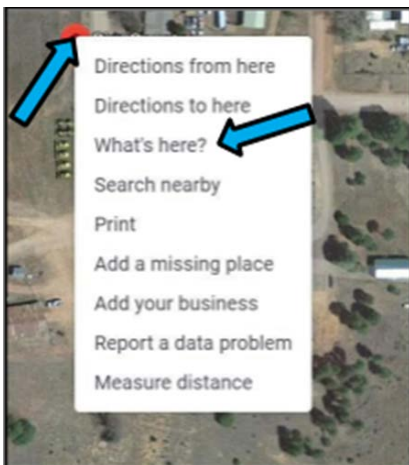 Directions from here
Directions to here
What's here?
Search nearby
Print
Add a missing place
Add your business
Report a data problem
Measure distance